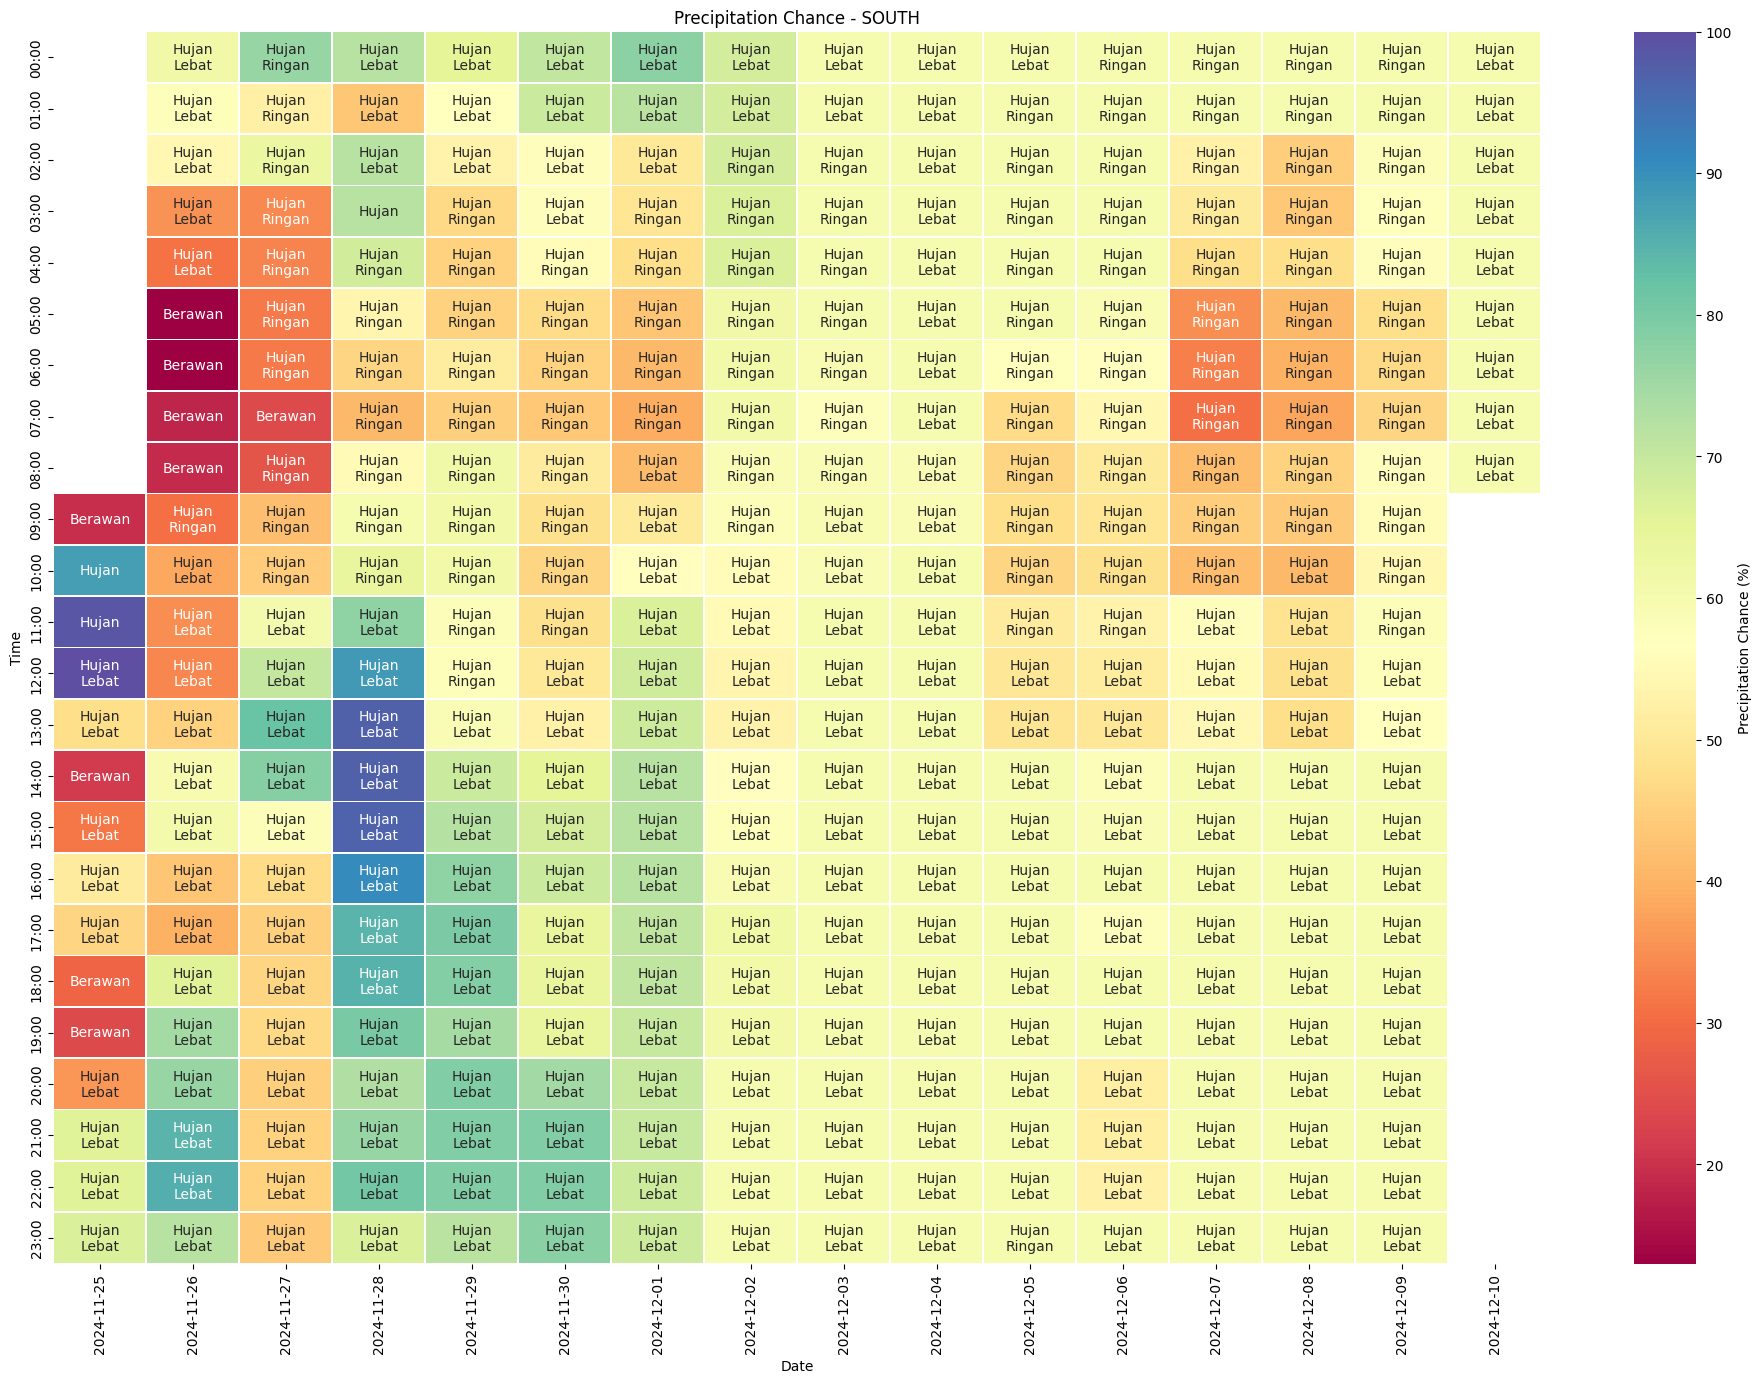 Precipitation Chance - SOUTH
00:00 Hujan Lebat Hujan Ringan Hujan Lebat Hujan Lebat Hujan Lebat Hujan Lebat Hujan Lebat Hujan Lebat Hujan Lebat Hujan Lebat Hujan Ringan Hujan Ringan Hujan Ringan Hujan Ringan Hujan Lebat
01:00 Hujan Lebat Hujan Ringan Hujan Lebat Hujan Lebat Hujan Lebat Hujan Lebat Hujan Lebat Hujan Lebat Hujan Lebat Hujan Ringan Hujan Ringan Hujan Ringan Hujan Ringan Hujan Ringan Hujan Lebat
02:00 Hujan Lebat Hujan Ringan Hujan Lebat Hujan Lebat Hujan Lebat Hujan Lebat Hujan Ringan Hujan Ringan Hujan Lebat Hujan Ringan Hujan Ringan Hujan Ringan Hujan Ringan Hujan Ringan Hujan Lebat
03:00 Hujan Lebat Hujan Ringan Hujan Hujan Ringan Hujan Lebat Hujan Ringan Hujan Ringan Hujan Ringan Hujan Lebat Hujan Ringan Hujan Ringan Hujan Ringan Hujan Ringan Hujan Ringan Hujan Lebat
04:00 Hujan Lebat Hujan Ringan Hujan Ringan Hujan Ringan Hujan Ringan Hujan Ringan Hujan Ringan Hujan Ringan Hujan Lebat Hujan Ringan Hujan Ringan Hujan Ringan Hujan Ringan Hujan Ringan Hujan Lebat
05:00 Berawan Hujan Ringan Hujan Ringan Hujan Ringan Hujan Ringan Hujan Ringan Hujan Ringan Hujan Ringan Hujan Lebat Hujan Ringan Hujan Ringan Hujan Ringan Hujan Ringan Hujan Ringan Hujan Lebat
06:00 Berawan Hujan Ringan Hujan Ringan Hujan Ringan Hujan Ringan Hujan Ringan Hujan Ringan Hujan Ringan Hujan Lebat Hujan Ringan Hujan Ringan Hujan Ringan Hujan Ringan Hujan Ringan Hujan Lebat
07:00 Berawan Berawan Hujan Ringan Hujan Ringan Hujan Ringan Hujan Ringan Hujan Ringan Hujan Ringan Hujan Lebat Hujan Ringan Hujan Ringan Hujan Ringan Hujan Ringan Hujan Ringan Hujan Lebat
08:00 Berawan Hujan Ringan Hujan Ringan Hujan Ringan Hujan Ringan Hujan Lebat Hujan Ringan Hujan Ringan Hujan Lebat Hujan Ringan Hujan Ringan Hujan Ringan Hujan Ringan Hujan Ringan Hujan Lebat
09:00 Berawan Hujan Ringan Hujan Ringan Hujan Ringan Hujan Ringan Hujan Ringan Hujan Lebat Hujan Ringan Hujan Lebat Hujan Lebat Hujan Ringan Hujan Ringan Hujan Ringan Hujan Ringan Hujan Ringan
10:00 Hujan Hujan Lebat Hujan Ringan Hujan Ringan Hujan Ringan Hujan Ringan Hujan Lebat Hujan Lebat Hujan Lebat Hujan Lebat Hujan Ringan Hujan Ringan Hujan Ringan Hujan Lebat Hujan Ringan
11:00 Hujan Hujan Lebat Hujan Lebat Hujan Lebat Hujan Ringan Hujan Ringan Hujan Lebat Hujan Lebat Hujan Lebat Hujan Lebat Hujan Ringan Hujan Ringan Hujan Lebat Hujan Lebat Hujan Ringan
12:00 Hujan Lebat Hujan Lebat Hujan Lebat Hujan Lebat Hujan Ringan Hujan Lebat Hujan Lebat Hujan Lebat Hujan Lebat Hujan Lebat Hujan Lebat Hujan Lebat Hujan Lebat Hujan Lebat Hujan Lebat
13:00 Hujan Lebat Hujan Lebat Hujan Lebat Hujan Lebat Hujan Lebat Hujan Lebat Hujan Lebat Hujan Lebat Hujan Lebat Hujan Lebat Hujan Lebat Hujan Lebat Hujan Lebat Hujan Lebat Hujan Lebat
14:00 Berawan Hujan Lebat Hujan Lebat Hujan Lebat Hujan Lebat Hujan Lebat Hujan Lebat Hujan Lebat Hujan Lebat Hujan Lebat Hujan Lebat Hujan Lebat Hujan Lebat Hujan Lebat Hujan Lebat
15:00 Hujan Lebat Hujan Lebat Hujan Lebat Hujan Lebat Hujan Lebat Hujan Lebat Hujan Lebat Hujan Lebat Hujan Lebat Hujan Lebat Hujan Lebat Hujan Lebat Hujan Lebat Hujan Lebat Hujan Lebat
16:00 Hujan Lebat Hujan Lebat Hujan Lebat Hujan Lebat Hujan Lebat Hujan Lebat Hujan Lebat Hujan Lebat Hujan Lebat Hujan Lebat Hujan Lebat Hujan Lebat Hujan Lebat Hujan Lebat Hujan Lebat
17:00 Hujan Lebat Hujan Lebat Hujan Lebat Hujan Lebat Hujan Lebat Hujan Lebat Hujan Lebat Hujan Lebat Hujan Lebat Hujan Lebat Hujan Lebat Hujan Lebat Hujan Lebat Hujan Lebat Hujan Lebat
18:00 Berawan Hujan Lebat Hujan Lebat Hujan Lebat Hujan Lebat Hujan Lebat Hujan Lebat Hujan Lebat Hujan Lebat Hujan Lebat Hujan Lebat Hujan Lebat Hujan Lebat Hujan Lebat Hujan Lebat
19:00 Berawan Hujan Lebat Hujan Lebat Hujan Lebat Hujan Lebat Hujan Lebat Hujan Lebat Hujan Lebat Hujan Lebat Hujan Lebat Hujan Lebat Hujan Lebat Hujan Lebat Hujan Lebat Hujan Lebat
20:00 Hujan Lebat Hujan Lebat Hujan Lebat Hujan Lebat Hujan Lebat Hujan Lebat Hujan Lebat Hujan Lebat Hujan Lebat Hujan Lebat Hujan Lebat Hujan Lebat Hujan Lebat Hujan Lebat Hujan Lebat
21:00 Hujan Lebat Hujan Lebat Hujan Lebat Hujan Lebat Hujan Lebat Hujan Lebat Hujan Lebat Hujan Lebat Hujan Lebat Hujan Lebat Hujan Lebat Hujan Lebat Hujan Lebat Hujan Lebat Hujan Lebat
22:00 Hujan Lebat Hujan Lebat Hujan Lebat Hujan Lebat Hujan Lebat Hujan Lebat Hujan Lebat Hujan Lebat Hujan Lebat Hujan Lebat Hujan Lebat Hujan Lebat Hujan Lebat Hujan Lebat Hujan Lebat
23:00 Hujan Lebat Hujan Lebat Hujan Lebat Hujan Lebat Hujan Lebat Hujan Lebat Hujan Lebat Hujan Lebat Hujan Lebat Hujan Lebat Hujan Ringan Hujan Lebat Hujan Lebat Hujan Lebat Hujan Lebat
Time
2024-11-25 2024-11-26 2024-11-27 2024-11-28 2024-11-29 2024-11-30 2024-12-01 2024-12-02 2024-12-03 2024-12-04 2024-12-05 2024-12-06 2024-12-07 2024-12-08 2024-12-09 2024-12-10
Date
100
90
80
70
60
50
40
30
20
Precipitation Chance (%)